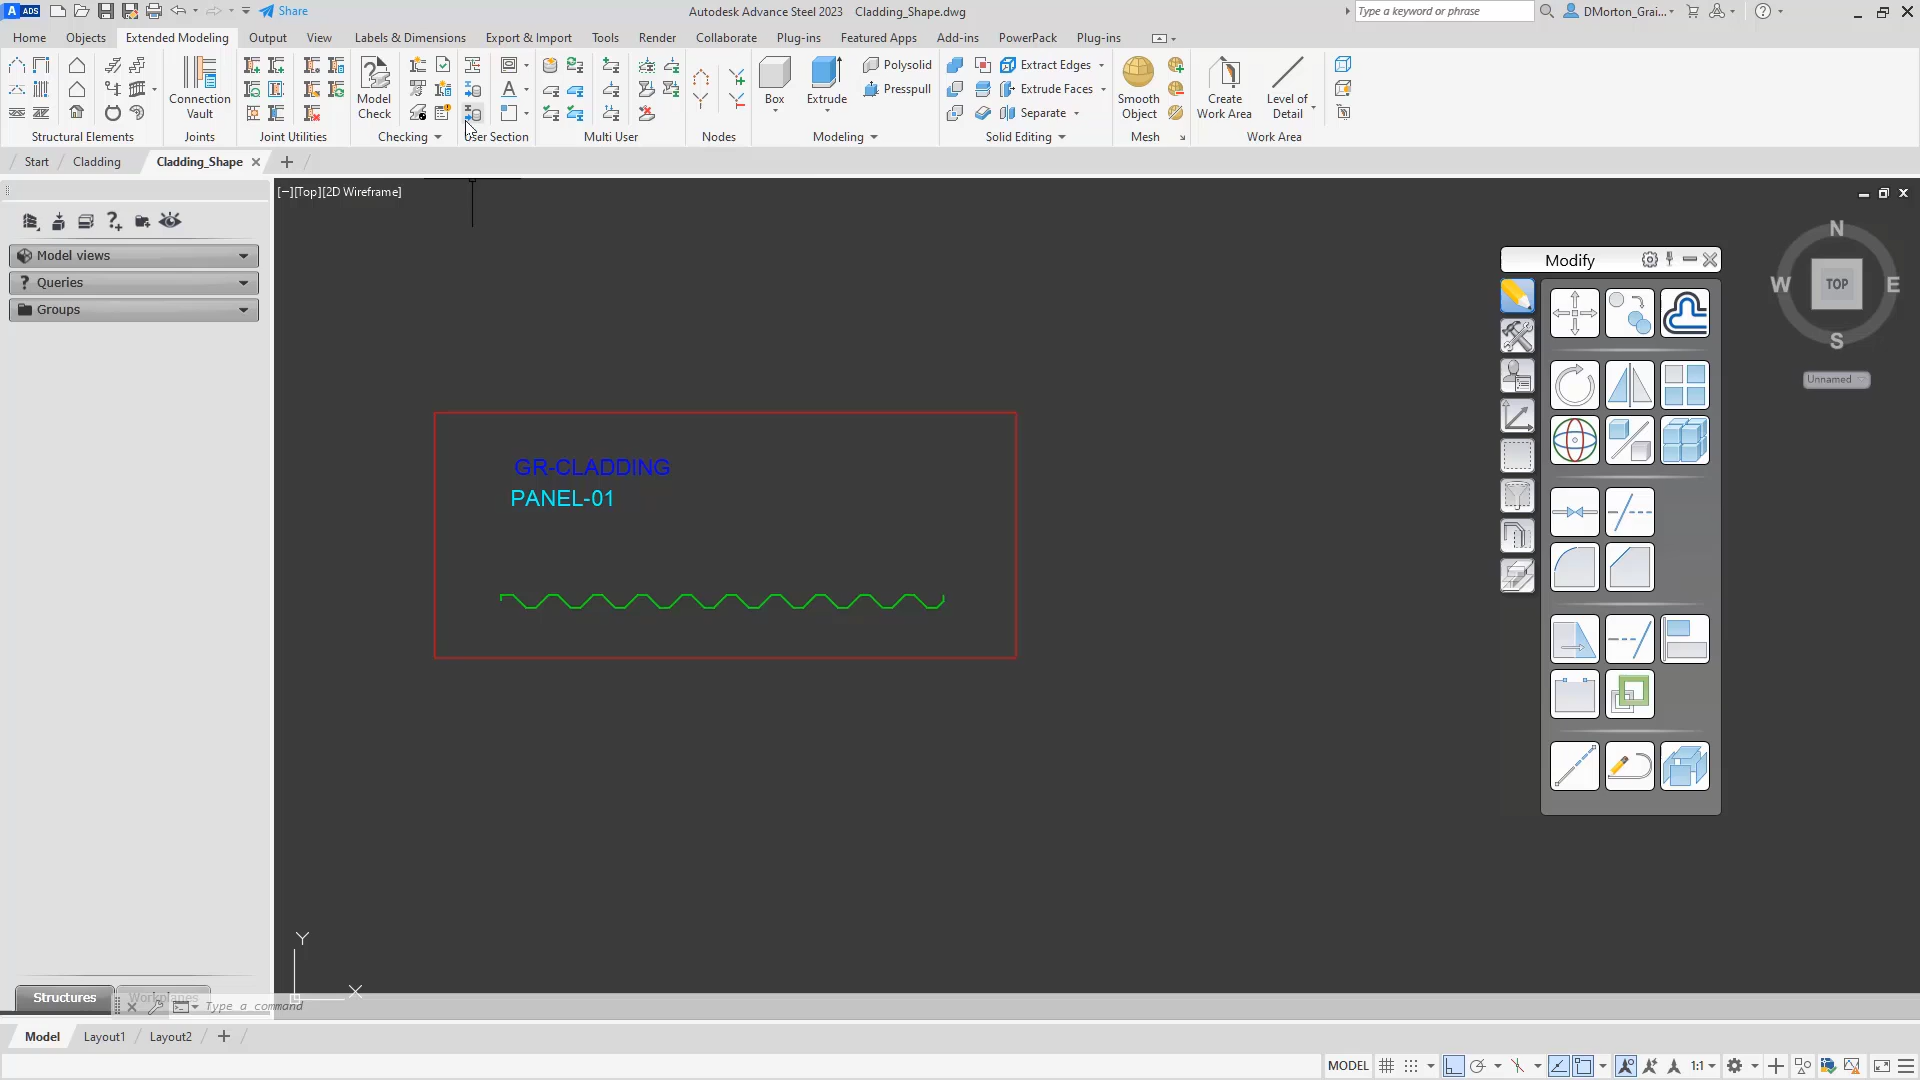 A ADS
Share
Autodesk Advance Steel 2023 Cladding_Shape.dwg
Type a keyword or phrase
DMorton_Grai...
Home Objects Extended Modeling Output View Labels & Dimensions Export & Import Tools Render Collaborate Plug-ins Featured Apps Add-ins PowerPack Plug-ins
Connection Vault
Model Check
Box
Extrude
Polysolid
Presspull
Extract Edges
Extrude Faces
Separate
Smooth Object
Create Work Area
Level of Detail
Structural Elements Joints Joint Utilities Checking User Section Multi User Nodes Modeling Solid Editing Mesh Work Area
Start Cladding Cladding_Shape
[−][Top][2D Wireframe]
Model views
Queries
Groups
Modify
N
W TOP E
S
Unnamed
GR-CLADDING
PANEL-01
Y
X
Structures Workplanes
Type a command
Model Layout1 Layout2
MODEL 1:1